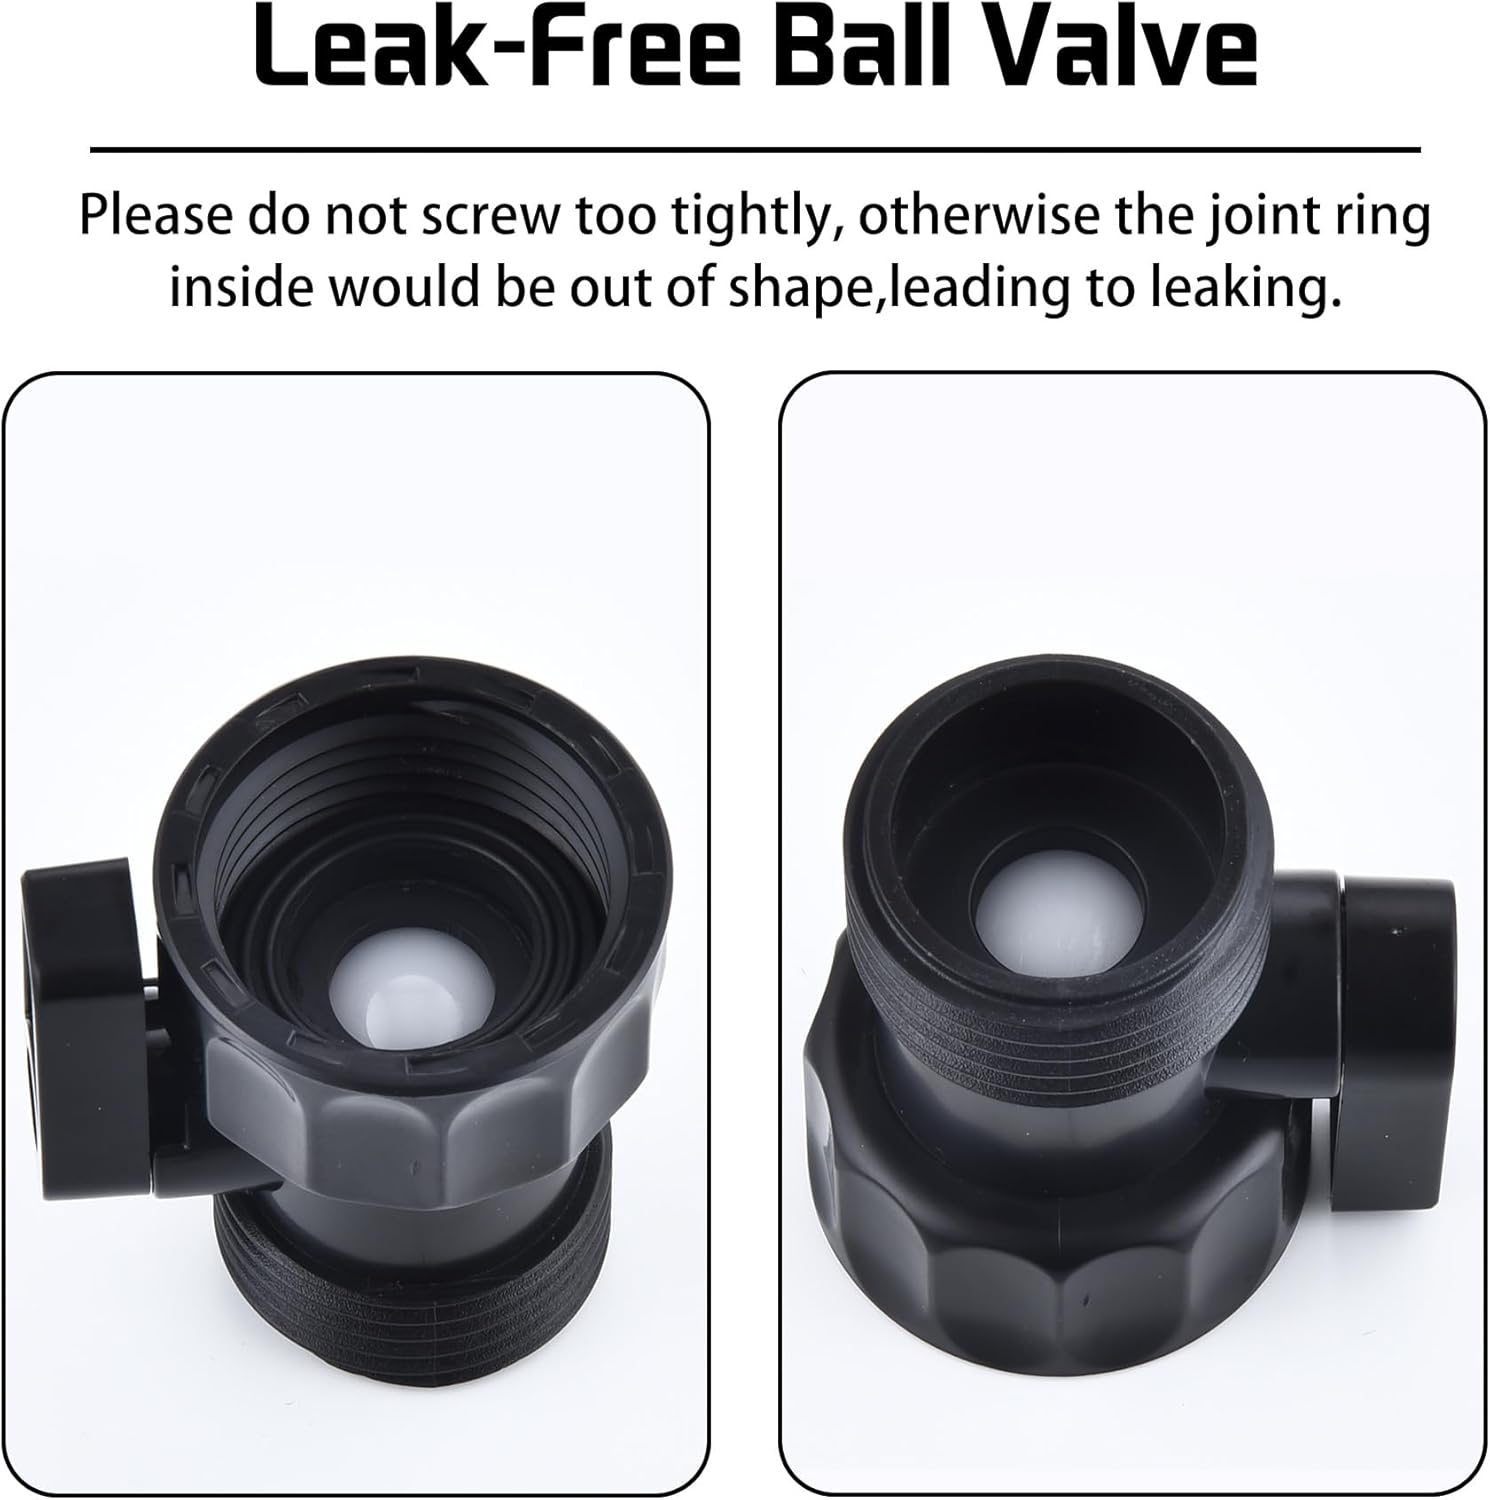 Leak-Free Ball Valve
Please do not screw too tightly, otherwise the joint ring
inside would be out of shape,leading to leaking.